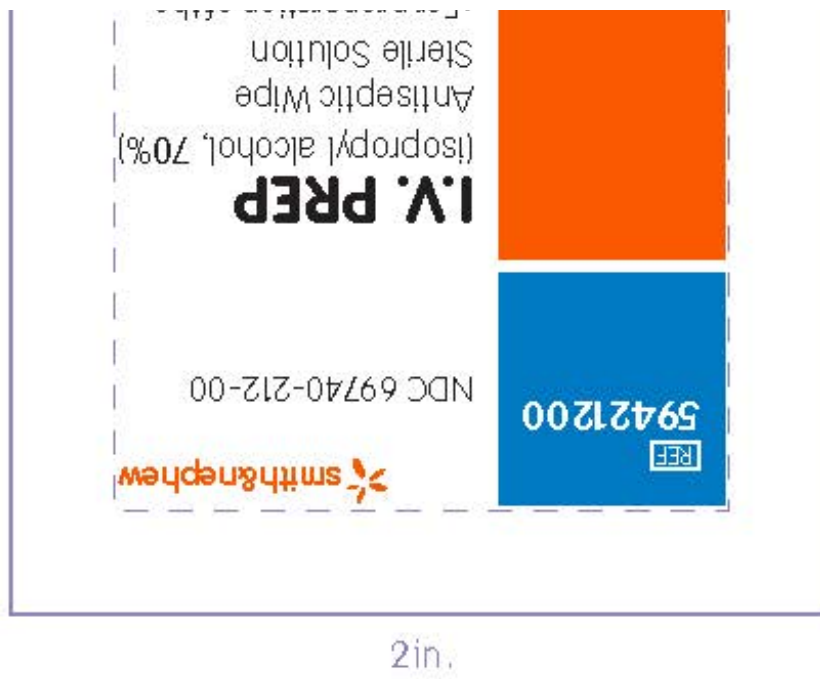 smith&nephew
REF
59421200
NDC 69740-212-00
I.V. PREP
(isopropyl alcohol, 70%)
Antiseptic Wipe
Sterile Solution
2in.